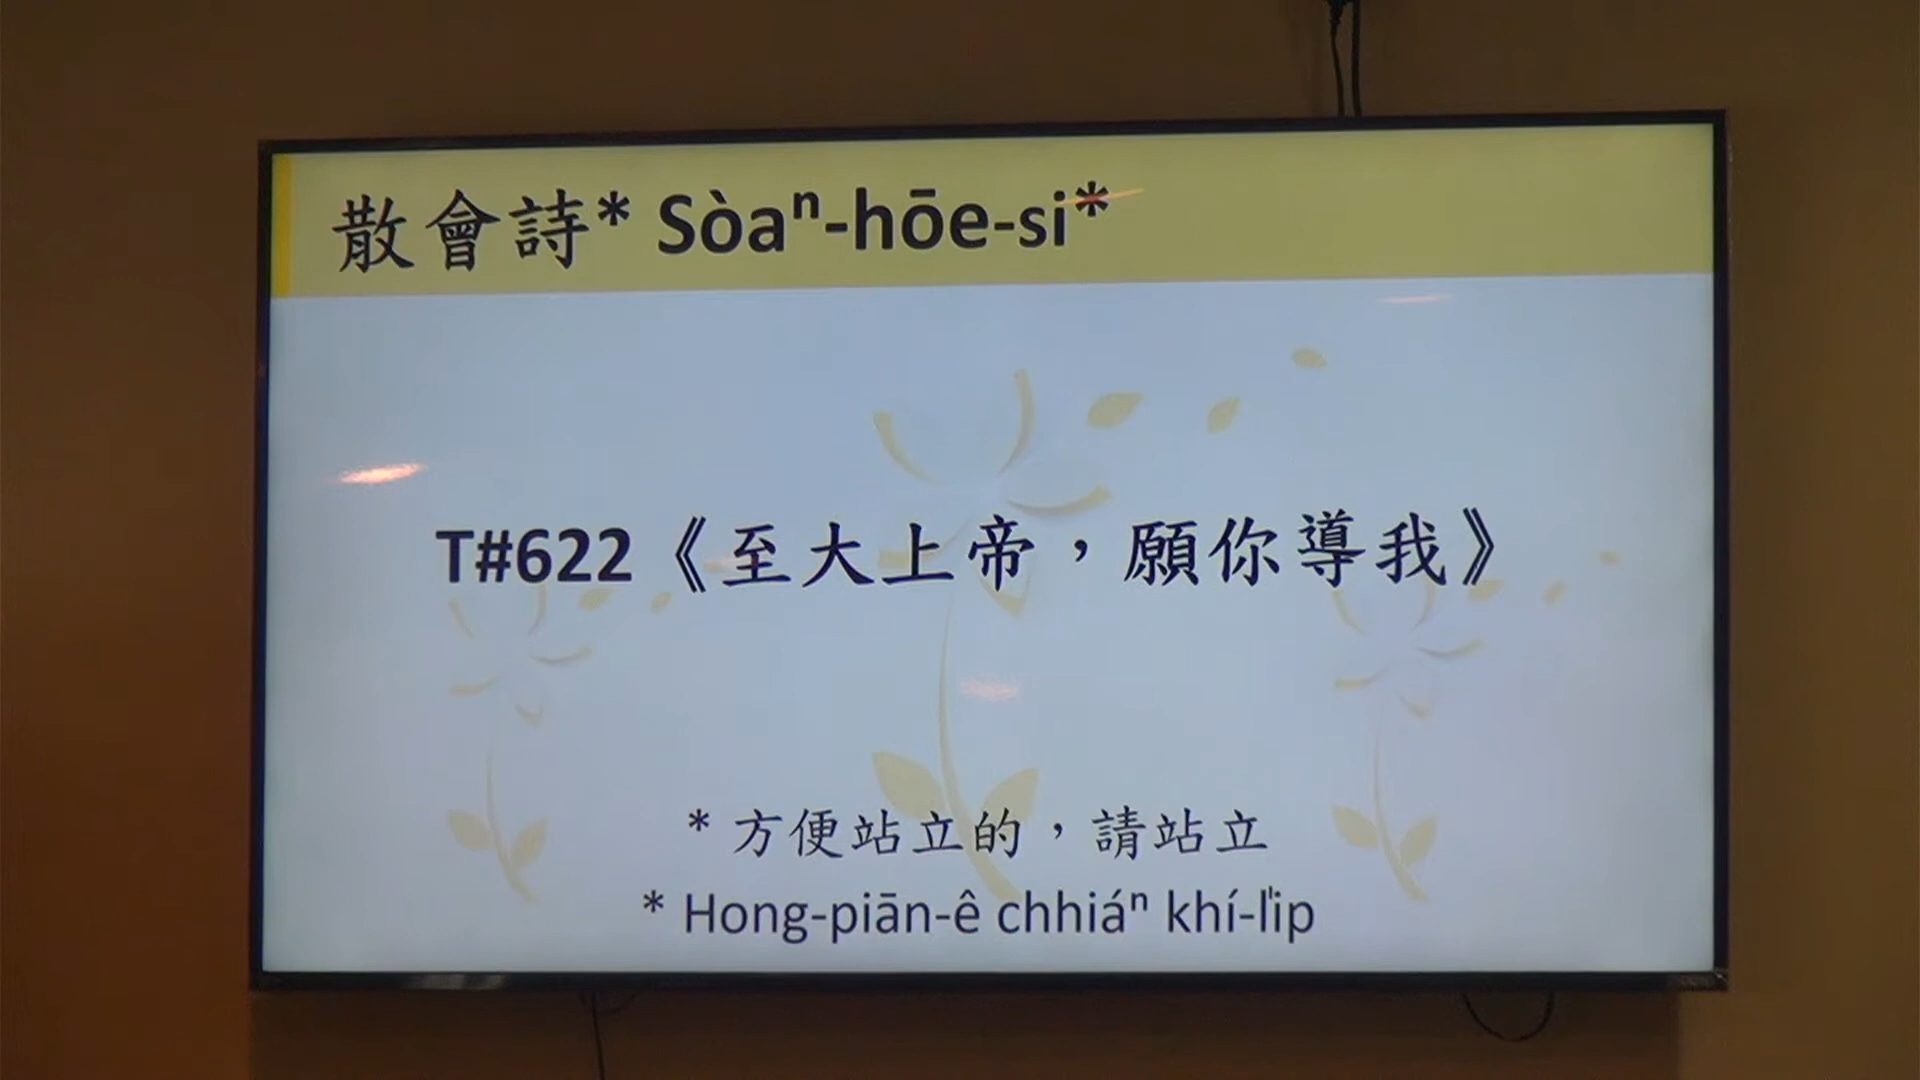 散會詩* Sòaⁿ-hōe-si*
T#622《至大上帝，願你導我》
* 方便站立的，請站立
* Hong-piān-ê chhiáⁿ khí-li̍p